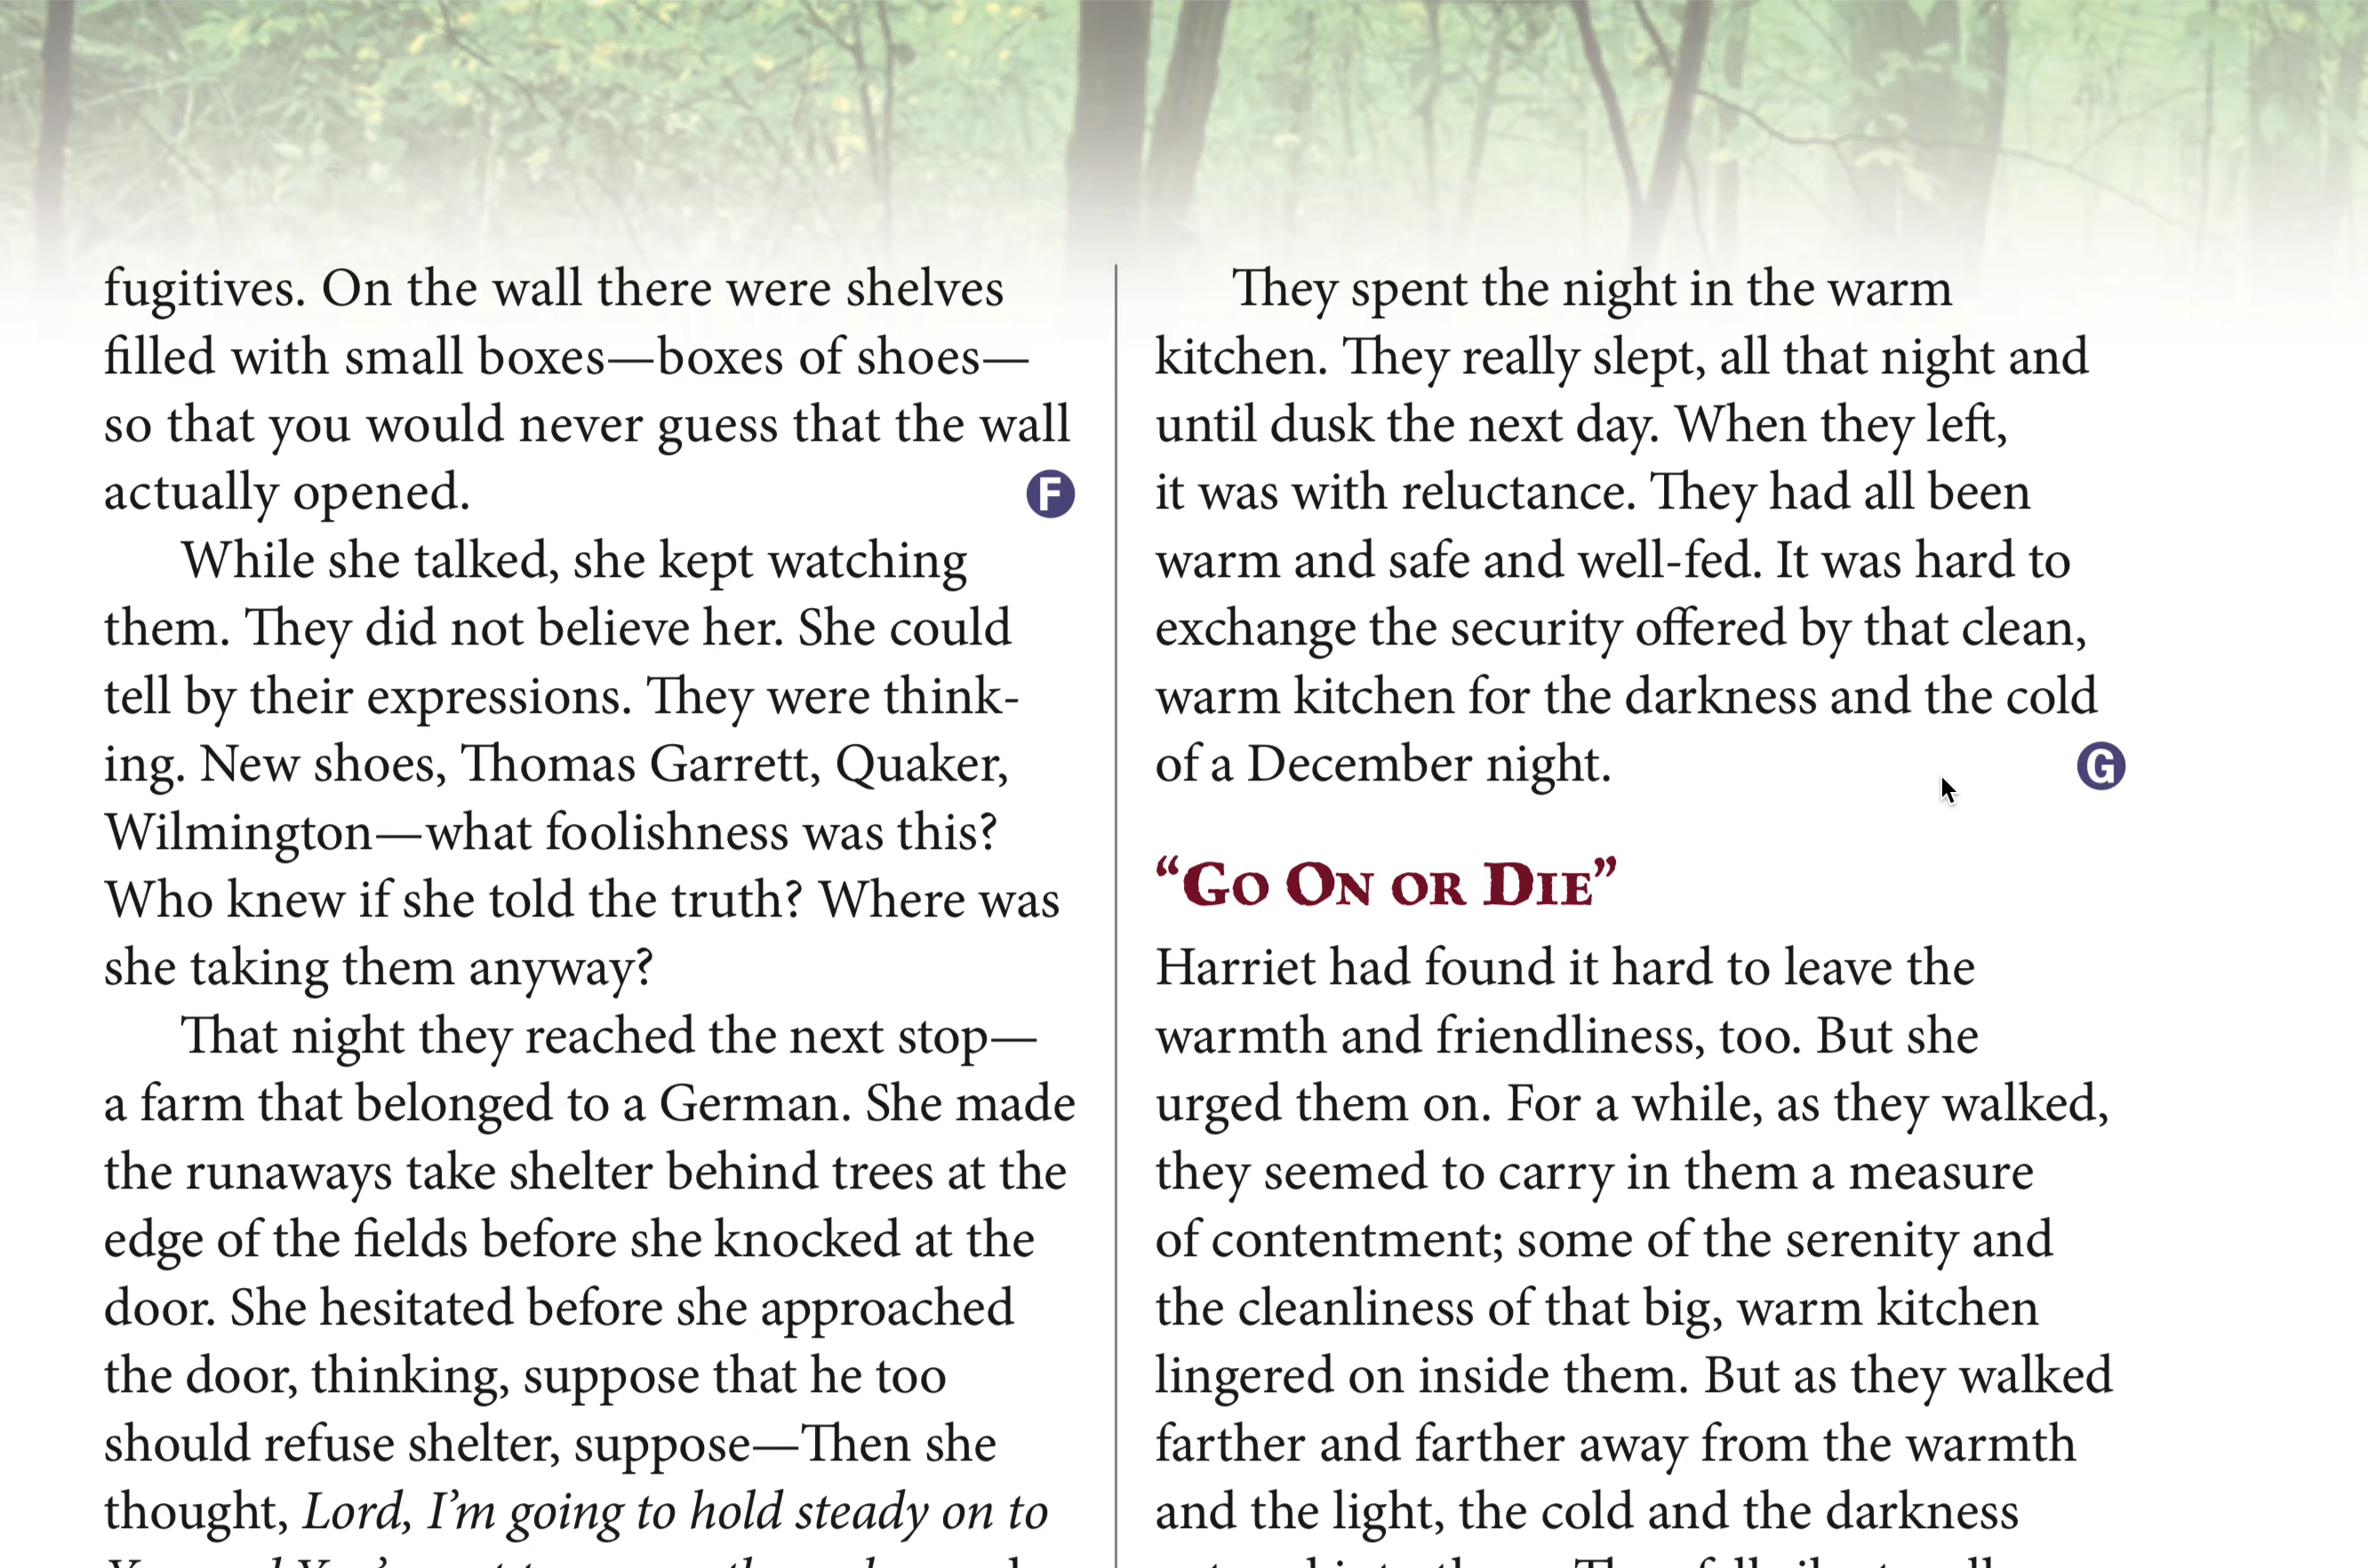 fugitives. On the wall there were shelves
filled with small boxes—boxes of shoes—
so that you would never guess that the wall
actually opened.
F
While she talked, she kept watching
them. They did not believe her. She could
tell by their expressions. They were think-
ing. New shoes, Thomas Garrett, Quaker,
Wilmington—what foolishness was this?
Who knew if she told the truth? Where was
she taking them anyway?
That night they reached the next stop—
a farm that belonged to a German. She made
the runaways take shelter behind trees at the
edge of the fields before she knocked at the
door. She hesitated before she approached
the door, thinking, suppose that he too
should refuse shelter, suppose—Then she
thought, Lord, I’m going to hold steady on to
They spent the night in the warm
kitchen. They really slept, all that night and
until dusk the next day. When they left,
it was with reluctance. They had all been
warm and safe and well-fed. It was hard to
exchange the security offered by that clean,
warm kitchen for the darkness and the cold
of a December night.
G
“Go On or Die”
Harriet had found it hard to leave the
warmth and friendliness, too. But she
urged them on. For a while, as they walked,
they seemed to carry in them a measure
of contentment; some of the serenity and
the cleanliness of that big, warm kitchen
lingered on inside them. But as they walked
farther and farther away from the warmth
and the light, the cold and the darkness